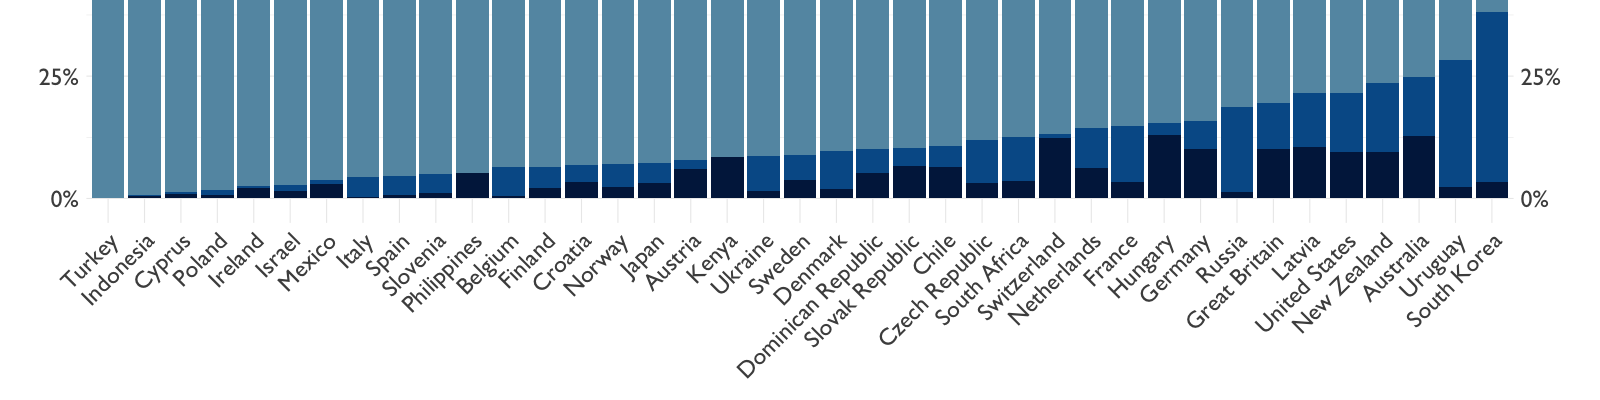 25% 25%
0% 0%
Turkey
Indonesia
Cyprus
Poland
Ireland
Israel
Mexico
Italy
Spain
Slovenia
Philippines
Belgium
Finland
Croatia
Norway
Japan
Austria
Kenya
Ukraine
Sweden
Denmark
Dominican Republic
Slovak Republic
Chile
Czech Republic
South Africa
Switzerland
Netherlands
France
Hungary
Germany
Russia
Great Britain
Latvia
United States
New Zealand
Australia
Uruguay
South Korea